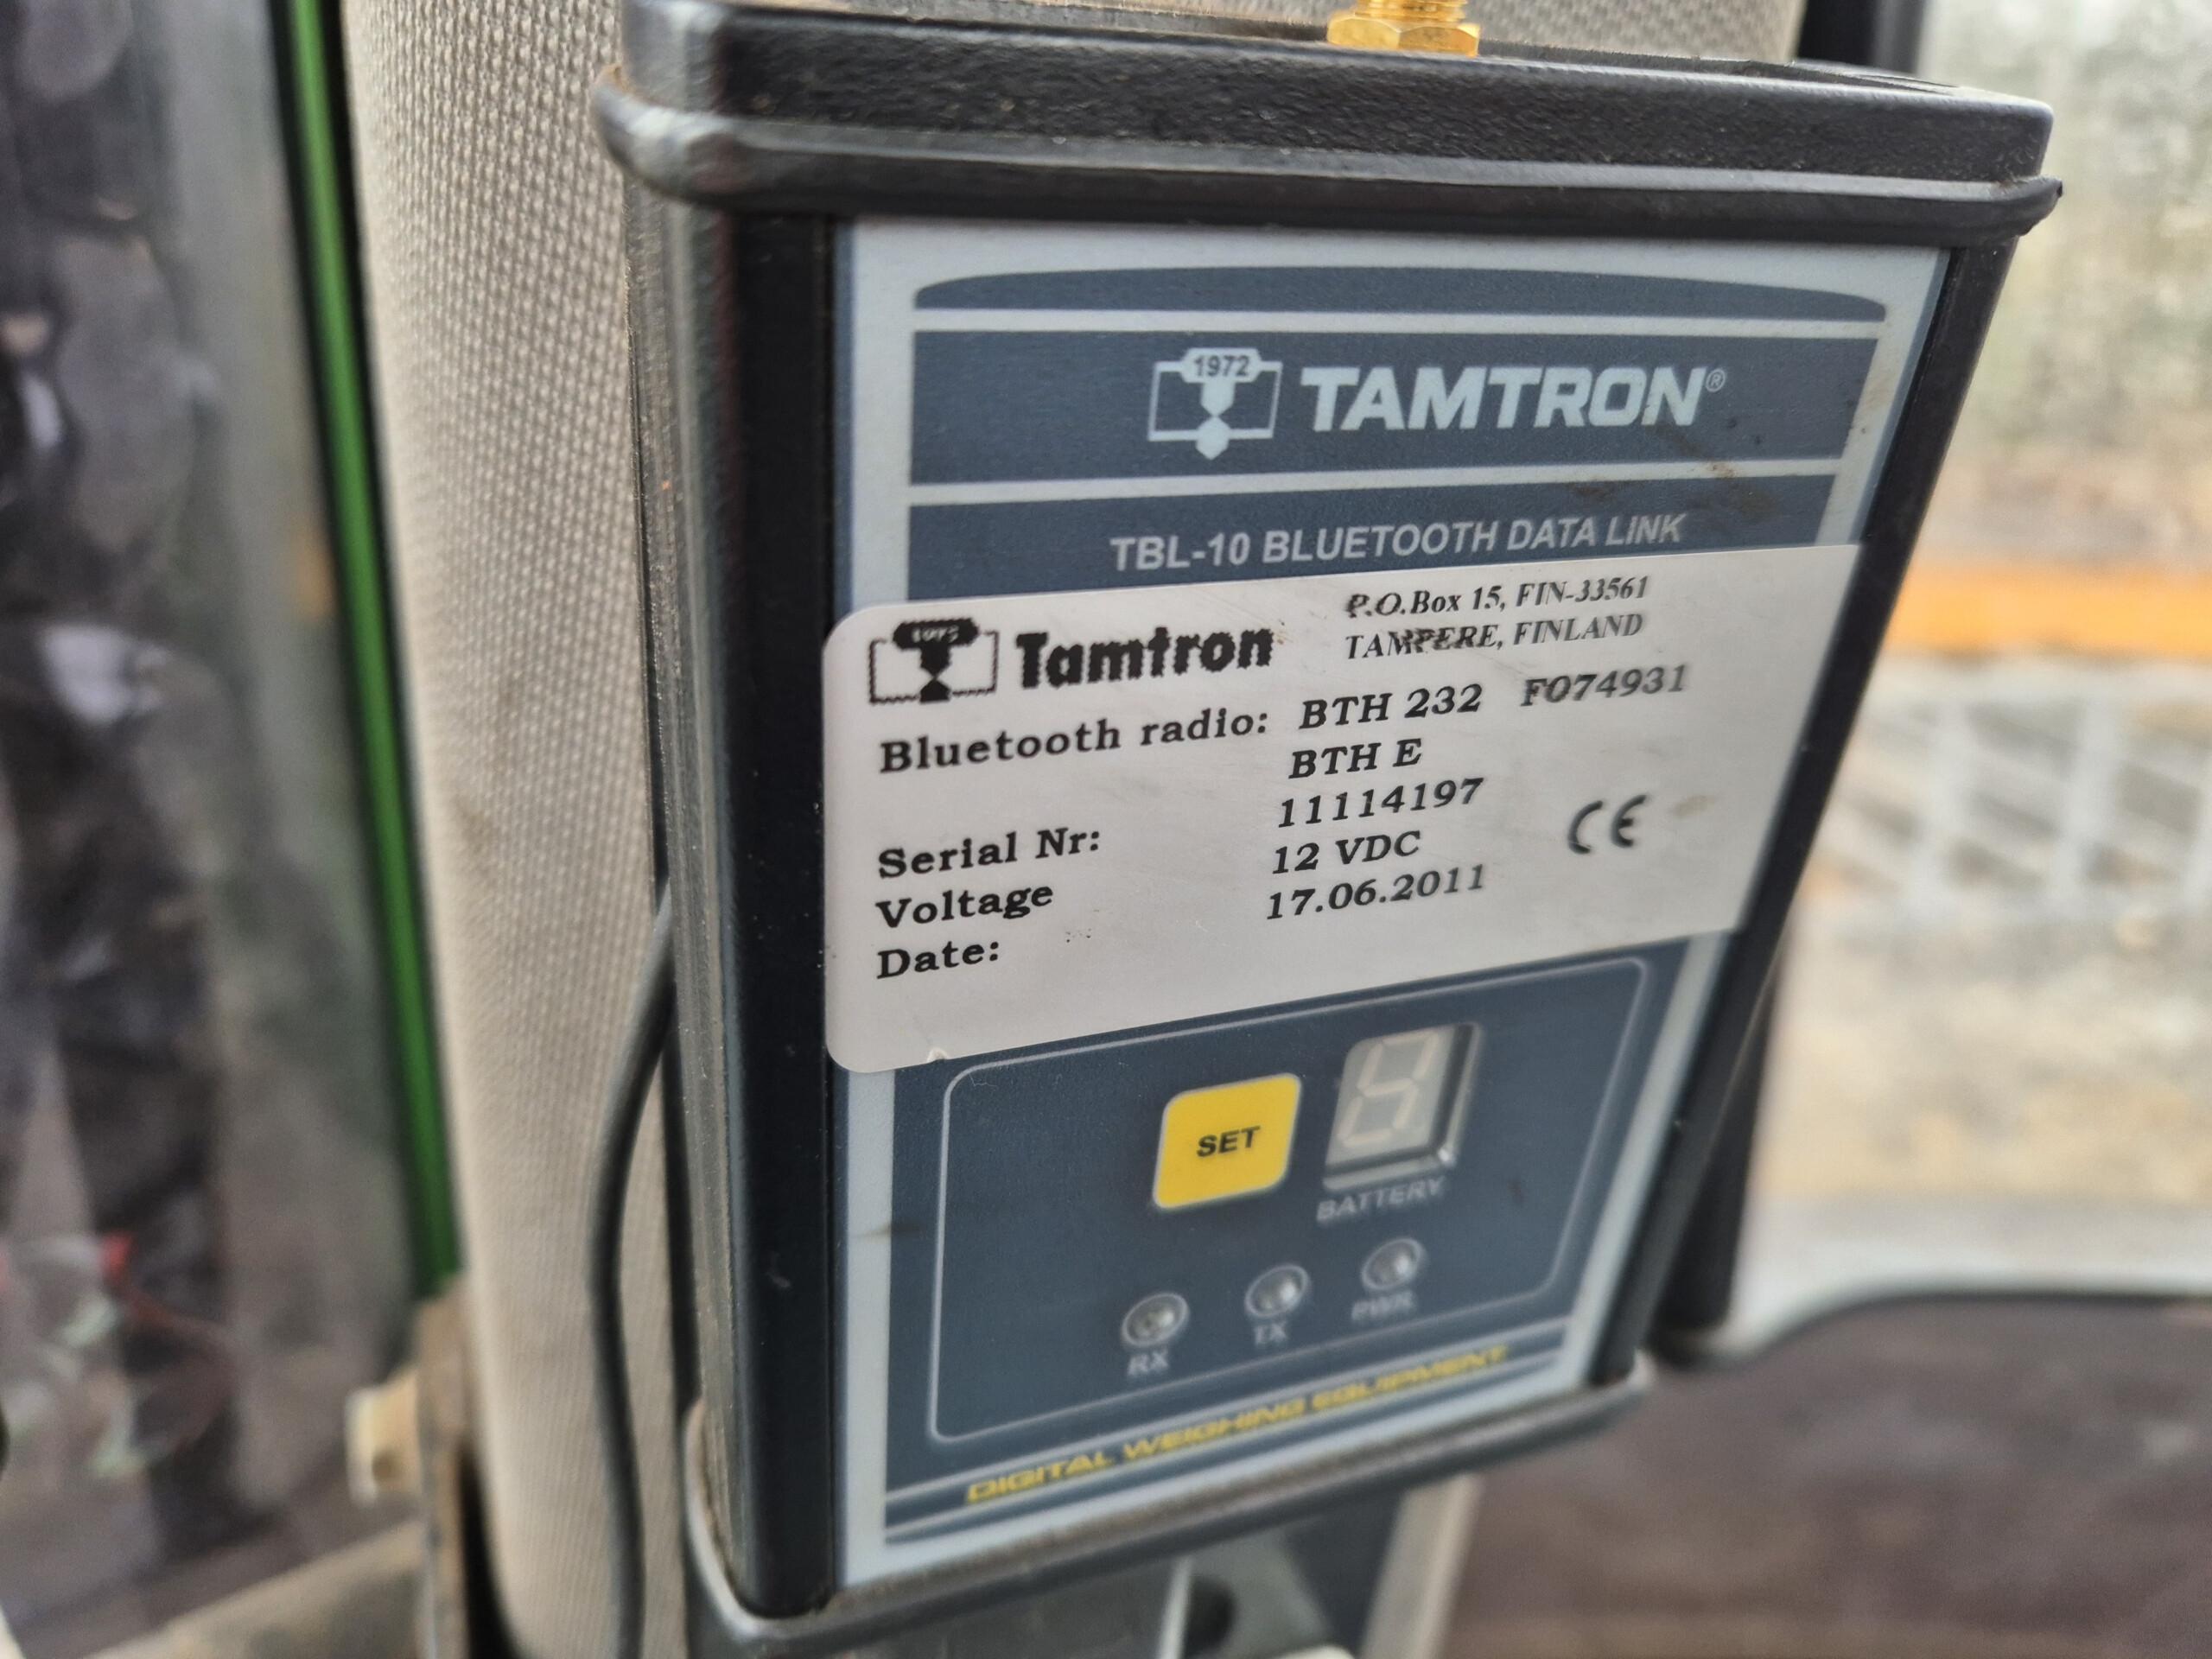 1972 TAMTRON®
TBL-10 BLUETOOTH DATA LINK
1972 Tamtron
P.O.Box 15, FIN-33561
TAMPERE, FINLAND
Bluetooth radio: BTH 232 F074931
BTH E
Serial Nr: 11114197
Voltage 12 VDC
Date: 17.06.2011
CE
SET
BATTERY
RX TX PWR
DIGITAL WEIGHING EQUIPMENT